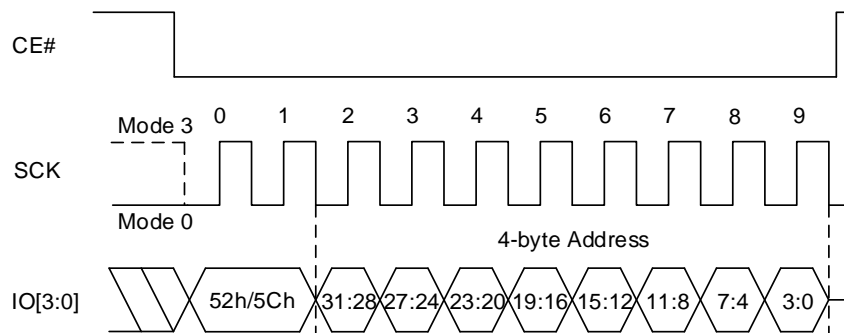 CE#
0 1 2 3 4 5 6 7 8 9
Mode 3
SCK
Mode 0
4-byte Address
IO[3:0] 52h/5Ch 31:28 27:24 23:20 19:16 15:12 11:8 7:4 3:0